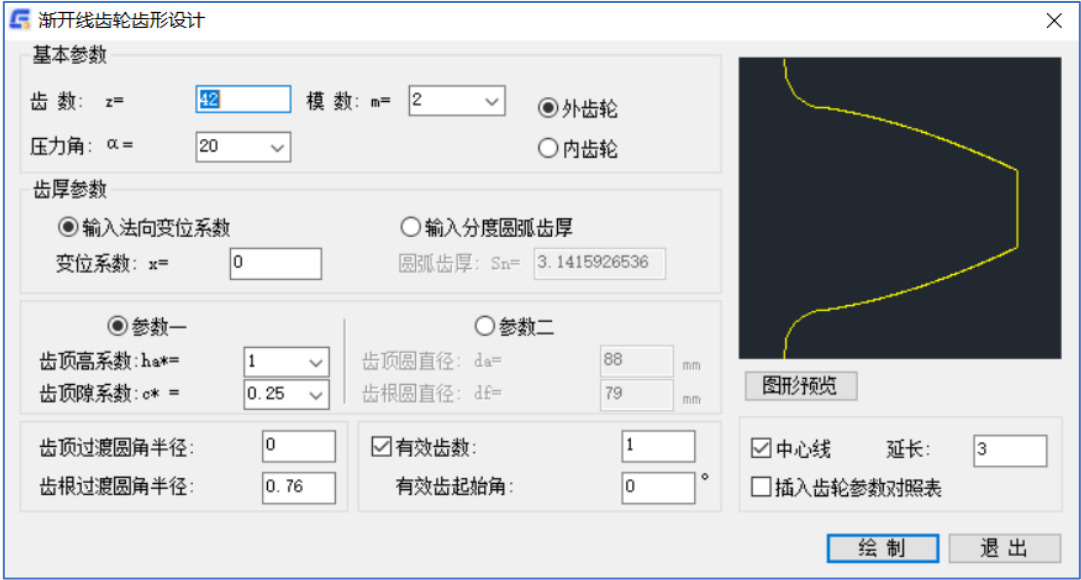 渐开线齿轮齿形设计
基本参数
齿 数: z= 42 模 数: m= 2 外齿轮
压力角: α= 20 内齿轮
齿厚参数
输入法向变位系数 输入分度圆弧齿厚
变位系数: x= 0 圆弧齿厚: Sn= 3.1415926536
参数一 参数二
齿顶高系数:ha*= 1 齿顶圆直径: da= 88 mm
齿顶隙系数:c* = 0.25 齿根圆直径: df= 79 mm
图形预览
齿顶过渡圆角半径: 0 有效齿数: 1 中心线 延长: 3
齿根过渡圆角半径: 0.76 有效齿起始角: 0 ° 插入齿轮参数对照表
绘 制 退 出